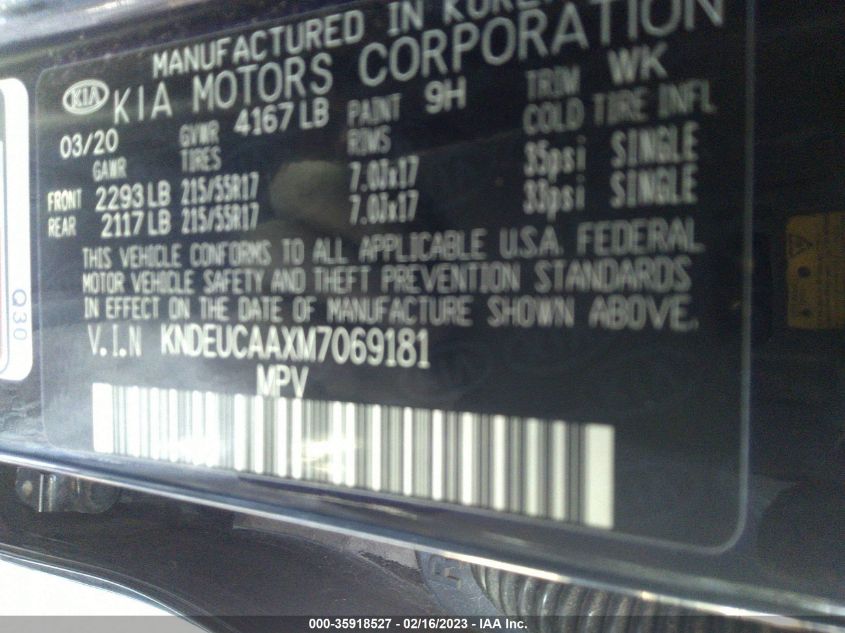 MANUFACTURED IN KOREA
KIA KIA MOTORS CORPORATION
03/20 GVWR 4167 LB PAINT 9H TRIM WK
GAWR TIRES RIMS COLD TIRE INFL
FRONT 2293 LB 215/55R17 7.0Jx17 35psi SINGLE
REAR 2117 LB 215/55R17 7.0Jx17 33psi SINGLE
THIS VEHICLE CONFORMS TO ALL APPLICABLE U.S.A. FEDERAL
MOTOR VEHICLE SAFETY AND THEFT PREVENTION STANDARDS
IN EFFECT ON THE DATE OF MANUFACTURE SHOWN ABOVE.
V.I.N KNDEUCAAXM7069181
MPV
Q30
R
000-35918527 - 02/16/2023 - IAA Inc.